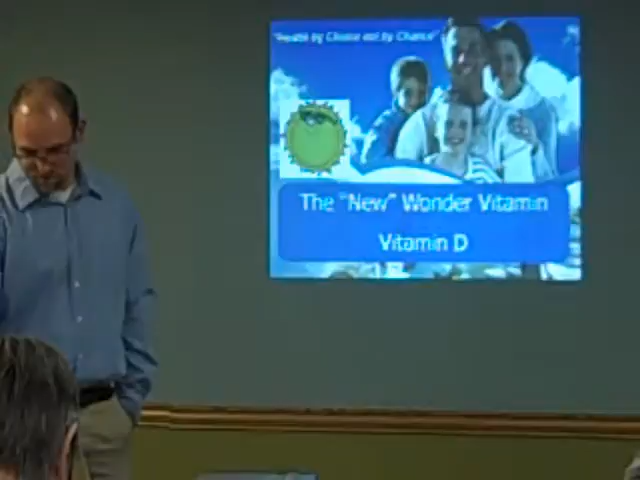 "Health by Choice not by Chance"
The "New" Wonder Vitamin
Vitamin D